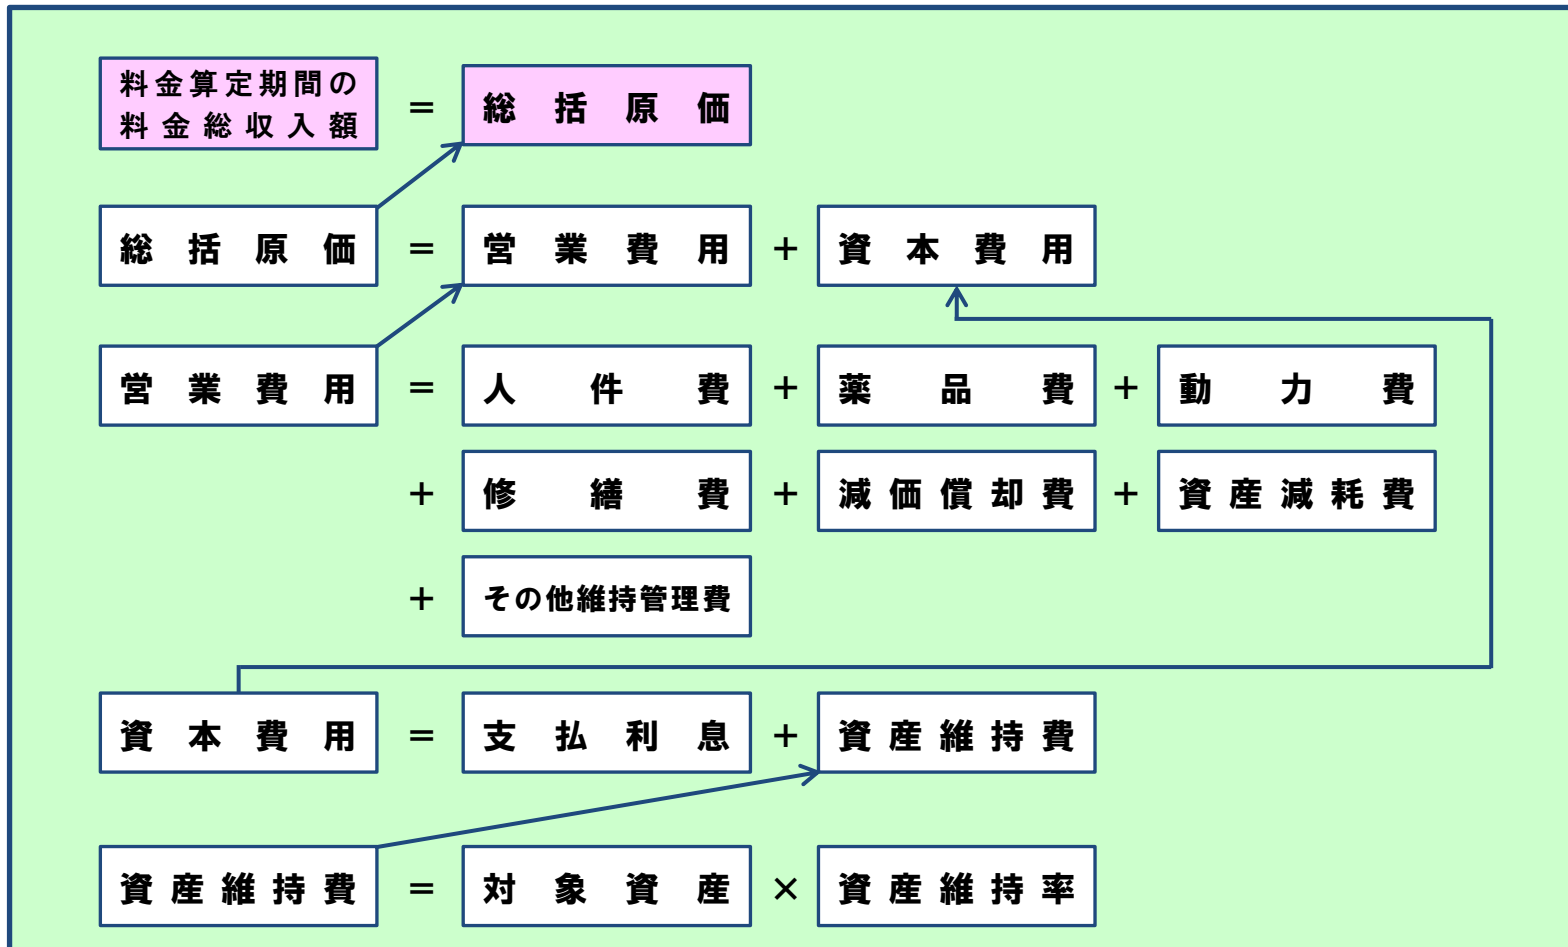 料金算定期間の
料金総収入額 = 総括原価
総括原価 = 営業費用 + 資本費用
営業費用 = 人件費 + 薬品費 + 動力費
+ 修繕費 + 減価償却費 + 資産減耗費
+ その他維持管理費
資本費用 = 支払利息 + 資産維持費
資産維持費 = 対象資産 × 資産維持率